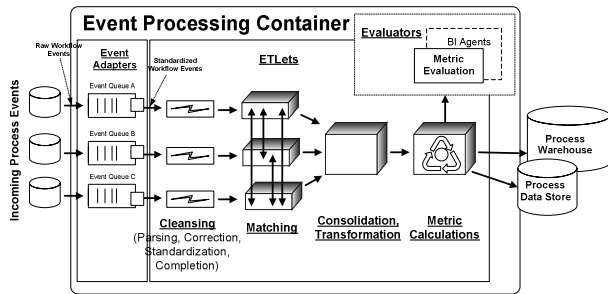 Event Processing Container
Evaluators
BI Agents
Metric
Evaluation
Raw Workflow
Events
Event
Adapters
Standardized
Workflow Events
ETLets
Incoming Process Events
Event Queue A
Event Queue B
Event Queue C
Process
Warehouse
Process
Data Store
Cleansing
(Parsing, Correction,
Standardization,
Completion)
Matching
Consolidation,
Transformation
Metric
Calculations